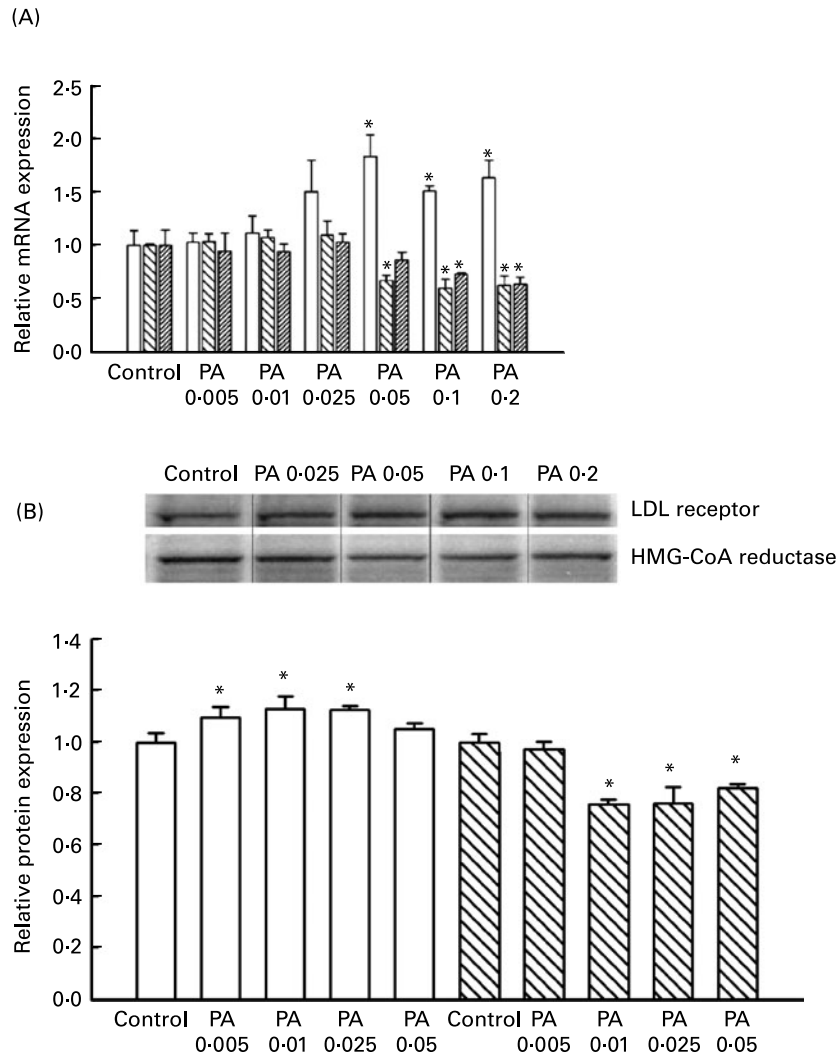 (A)
Relative mRNA expression
2·5
2·0
1·5
1·0
0·5
0·0
* * *
* * * * *
Control PA PA PA PA PA PA
0·005 0·01 0·025 0·05 0·1 0·2
(B)
Control PA 0·025 PA 0·05 PA 0·1 PA 0·2
LDL receptor
HMG-CoA reductase
Relative protein expression
1·4
1·2
1·0
0·8
0·6
0·4
0·2
0·0
* * * * * *
Control PA PA PA PA Control PA PA PA PA
0·005 0·01 0·025 0·05 0·005 0·01 0·025 0·05